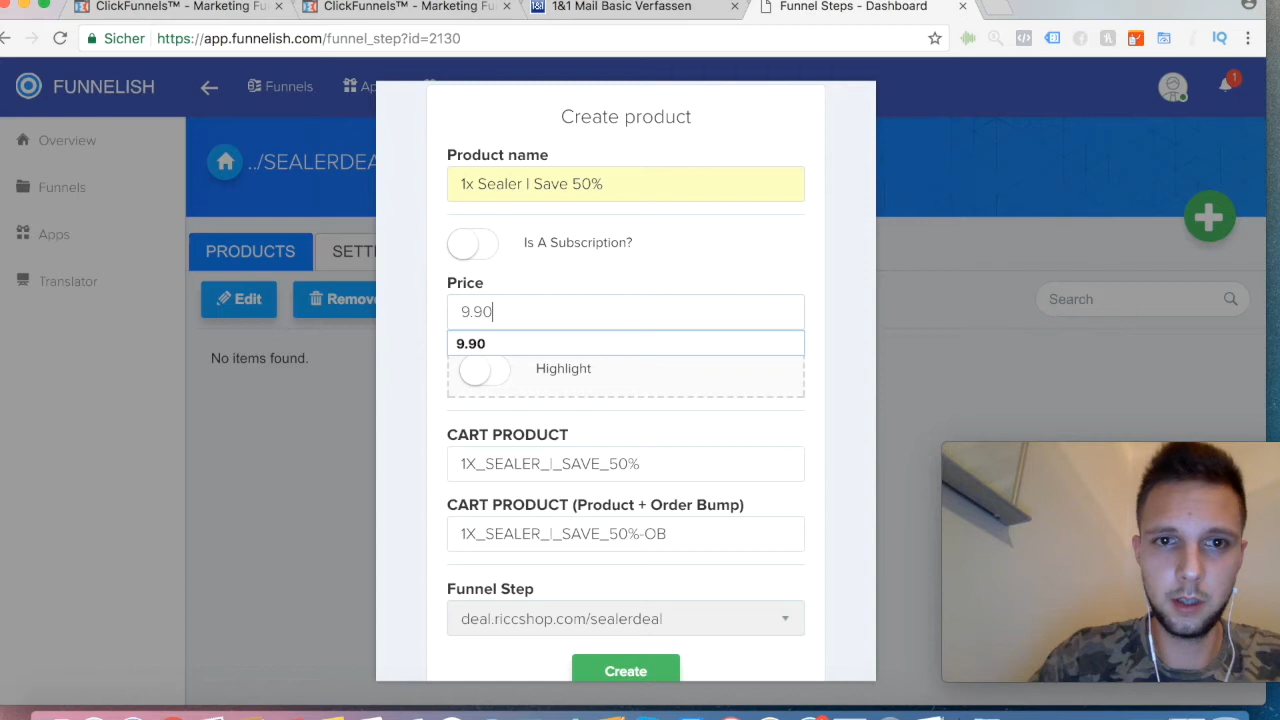 ClickFunnels™ - Marketing Fu
ClickFunnels™ - Marketing Fu
1&1 Mail Basic Verfassen
Funnel Steps - Dashboard
Sicher
https://app.funnelish.com/funnel_step?id=2130
FUNNELISH
Funnels
Ap
1
Overview
Funnels
Apps
Translator
../SEALERDEA
PRODUCTS
SETTI
Edit
Remove
Search
No items found.
Create product
Product name
1x Sealer | Save 50%
Is A Subscription?
Price
9.90
9.90
Highlight
CART PRODUCT
1X_SEALER_|_SAVE_50%
CART PRODUCT (Product + Order Bump)
1X_SEALER_|_SAVE_50%-OB
Funnel Step
deal.riccshop.com/sealerdeal
Create